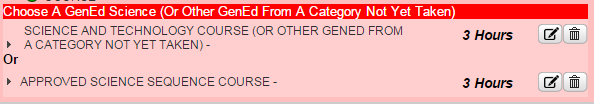 Choose A GenEd Science (Or Other GenEd From A Category Not Yet Taken)
SCIENCE AND TECHNOLOGY COURSE (OR OTHER GENED FROM
A CATEGORY NOT YET TAKEN) -
3 Hours
Or
APPROVED SCIENCE SEQUENCE COURSE -
3 Hours